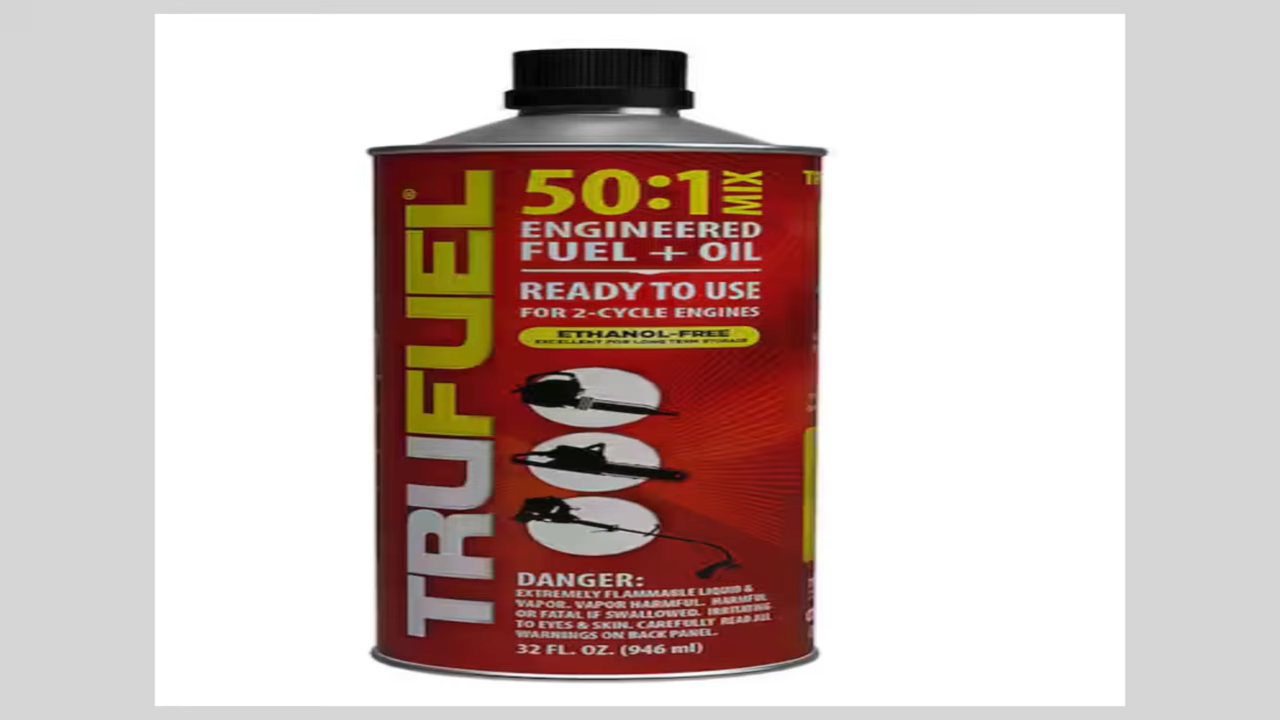 TRUFUEL®
50:1 MIX
ENGINEERED
FUEL + OIL
READY TO USE
FOR 2-CYCLE ENGINES
ETHANOL-FREE
EXCELLENT FOR LONG TERM STORAGE
DANGER:
EXTREMELY FLAMMABLE LIQUID &
VAPOR. VAPOR HARMFUL. HARMFUL
OR FATAL IF SWALLOWED. IRRITATING
TO EYES & SKIN. CAREFULLY READ ALL
WARNINGS ON BACK PANEL.
32 FL. OZ. (946 ml)